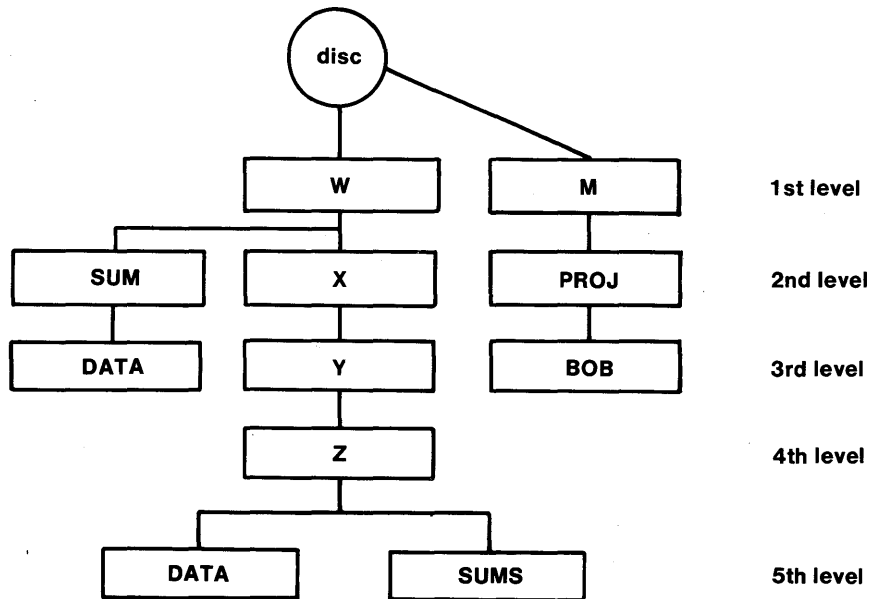 disc
W M 1st level
SUM X PROJ 2nd level
DATA Y BOB 3rd level
Z 4th level
DATA SUMS 5th level